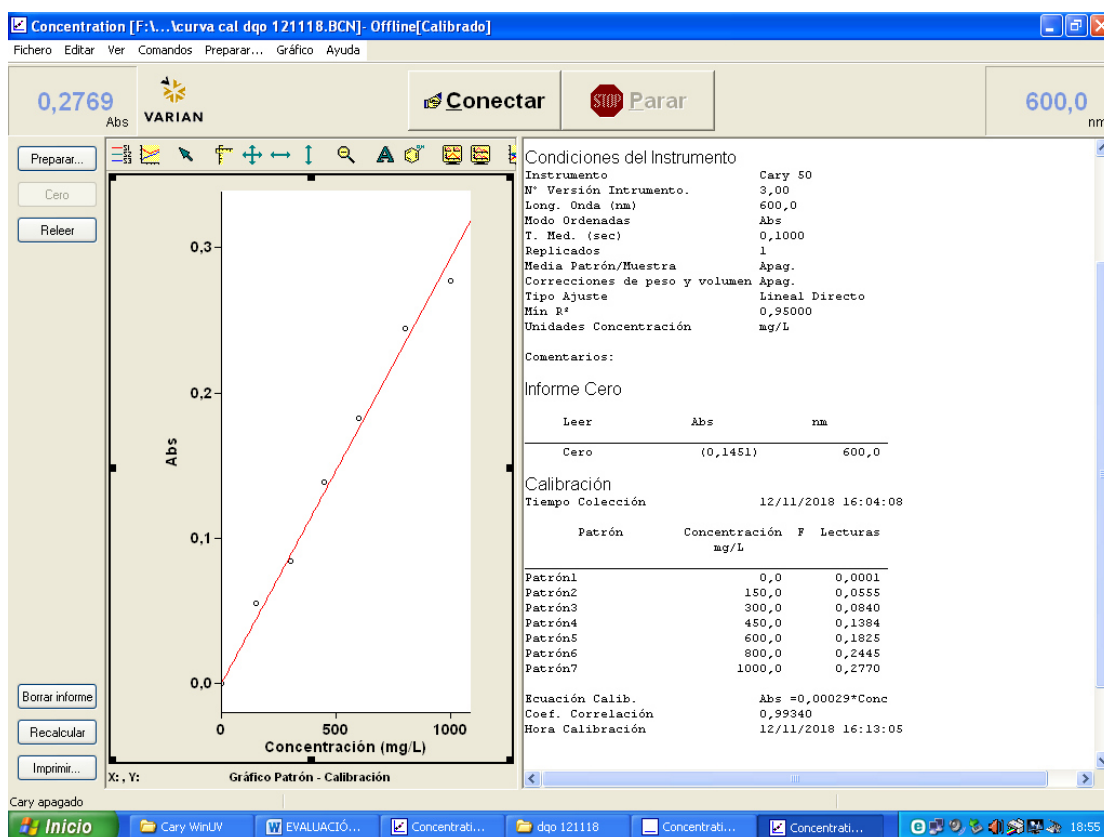 Concentration [F:\...\curva cal dqo 121118.BCN]- Offline[Calibrado]
Fichero Editar Ver Comandos Preparar... Gráfico Ayuda
0,2769
Abs
VARIAN
Conectar
STOP Parar
600,0
nm
Preparar...
Cero
Releer
Borrar informe
Recalcular
Imprimir...
0,3
0,2
0,1
0,0
Abs
0 500 1000
Concentración (mg/L)
X: , Y: Gráfico Patrón - Calibración
Condiciones del Instrumento
Instrumento Cary 50
N° Versión Intrumento. 3,00
Long. Onda (nm) 600,0
Modo Ordenadas Abs
T. Med. (sec) 0,1000
Replicados 1
Media Patrón/Muestra Apag.
Correcciones de peso y volumen Apag.
Tipo Ajuste Lineal Directo
Mín R² 0,95000
Unidades Concentración mg/L
Comentarios:
Informe Cero
Leer Abs nm
Cero (0,1451) 600,0
Calibración
Tiempo Colección 12/11/2018 16:04:08
Patrón Concentración F Lecturas
mg/L
Patrón1 0,0 0,0001
Patrón2 150,0 0,0555
Patrón3 300,0 0,0840
Patrón4 450,0 0,1384
Patrón5 600,0 0,1825
Patrón6 800,0 0,2445
Patrón7 1000,0 0,2770
Ecuación Calib. Abs =0,00029*Conc
Coef. Correlación 0,99340
Hora Calibración 12/11/2018 16:13:05
Cary apagado
Inicio Cary WinUV EVALUACIÓ... Concentrati... dqo 121118 Concentrati... Concentrati... 18:55